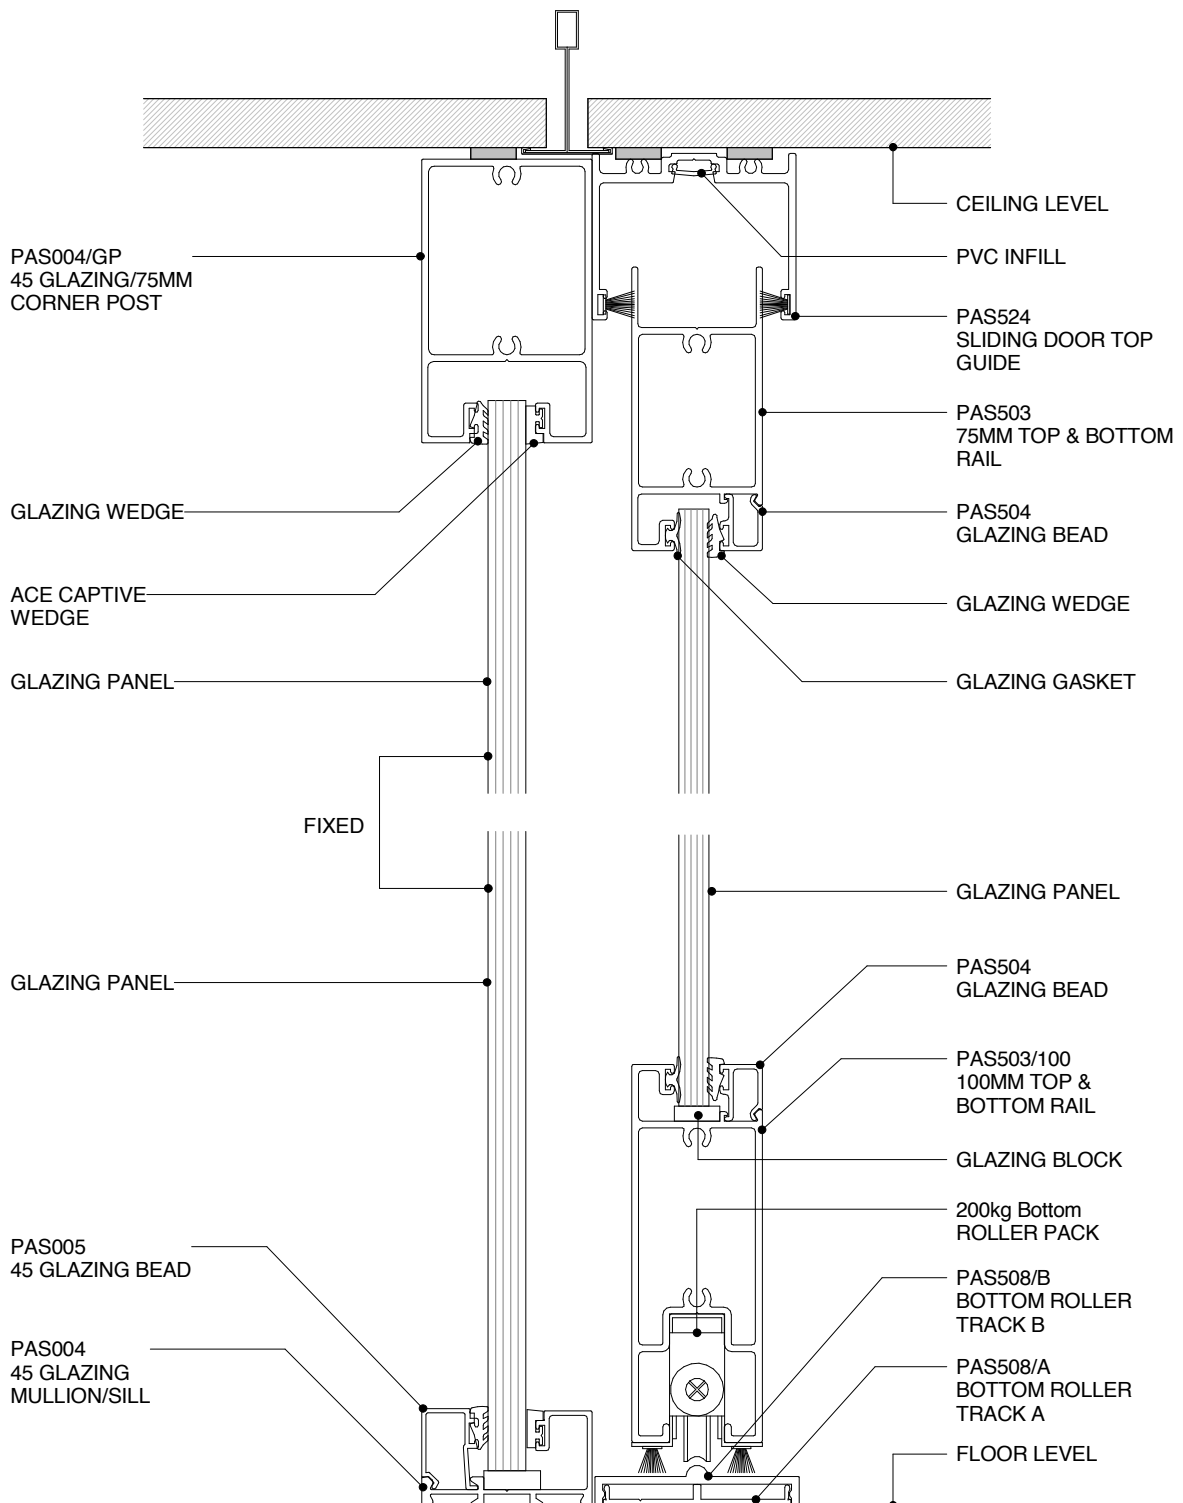 CEILING LEVEL
PVC INFILL
PAS524
SLIDING DOOR TOP
GUIDE
PAS503
75MM TOP & BOTTOM
RAIL
PAS504
GLAZING BEAD
GLAZING WEDGE
GLAZING GASKET
GLAZING PANEL
PAS504
GLAZING BEAD
PAS503/100
100MM TOP &
BOTTOM RAIL
GLAZING BLOCK
200kg Bottom
ROLLER PACK
PAS508/B
BOTTOM ROLLER
TRACK B
PAS508/A
BOTTOM ROLLER
TRACK A
FLOOR LEVEL
PAS004/GP
45 GLAZING/75MM
CORNER POST
GLAZING WEDGE
ACE CAPTIVE
WEDGE
GLAZING PANEL
FIXED
GLAZING PANEL
PAS005
45 GLAZING BEAD
PAS004
45 GLAZING
MULLION/SILL